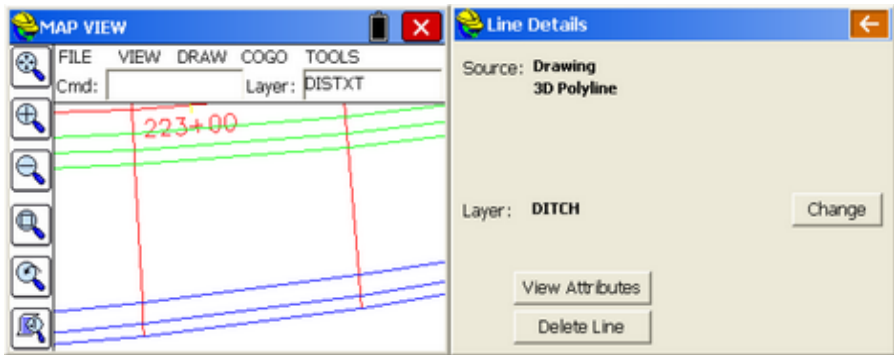 MAP VIEW
FILE VIEW DRAW COGO TOOLS
Cmd: Layer: DISTXT
223+00
Line Details
Source: Drawing
3D Polyline
Layer: DITCH Change
View Attributes
Delete Line